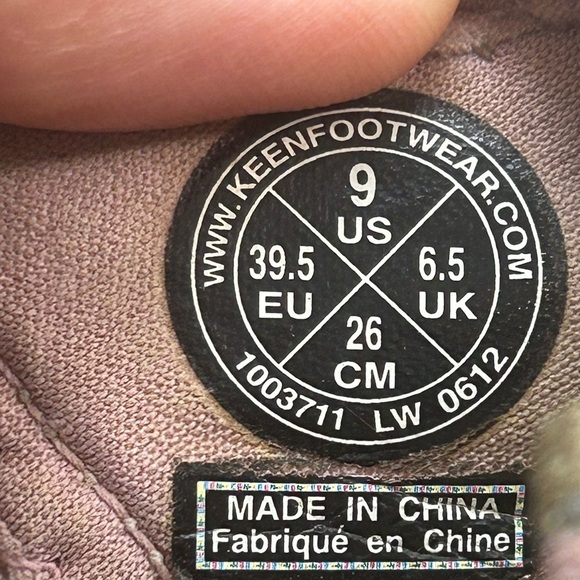 WWW.KEENFOOTWEAR.COM
9
US
39.5
EU
6.5
UK
26
CM
1003711 LW 0612
MADE IN CHINA
Fabriqué en Chine